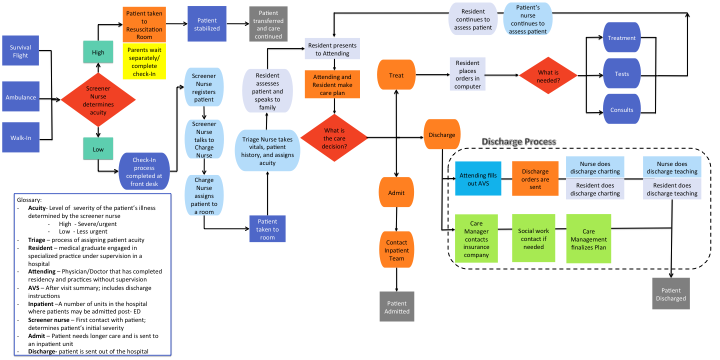 Survival
Flight
Ambulance
Walk-In
Screener
Nurse
determines
acuity
High
Low
Patient taken to
Resuscitation
Room
Parents wait
separately/
complete
check-In
Patient
stabilized
Patient
transferred
and care
continued
Check-In
process
completed at
front desk
Screener
Nurse
registers
patient
Screener
Nurse
talks to
Charge
Nurse
Charge
Nurse
assigns
patient to
a room
Patient taken
to room
Triage Nurse takes
vitals, patient
history, and assigns
acuity
Resident
assesses
patient and
speaks to
family
Resident presents
to Attending
Attending and
Resident make
care plan
What is
the care
decision?
Resident
continues to
assess patient
Patient's
nurse
continues to
assess patient
Treat
Resident
places
orders in
computer
What is
needed?
Treatment
Tests
Consults
Discharge
Admit
Contact
Inpatient
Team
Patient
Admitted
Discharge Process
Attending fills
out AVS
Discharge
orders are
sent
Nurse does
discharge charting
Resident does
discharge charting
Nurse does
discharge teaching
Resident does
discharge teaching
Care
Manager
contacts
insurance
company
Social work
contact if
needed
Care
Management
finalizes Plan
Patient
Discharged
Glossary:
- Acuity- Level of severity of the patient's illness
determined by the screener nurse
- High - Severe/urgent
- Low - Less urgent
- Triage – process of assigning patient acuity
- Resident – medical graduate engaged in
specialized practice under supervision in a
hospital
- Attending – Physician/Doctor that has completed
residency and practices without supervision
- AVS – After visit summary; includes discharge
instructions
- Inpatient –A number of units in the hospital
where patients may be admitted post- ED
- Screener nurse – First contact with patient;
determines patient's initial severity
- Admit – Patient needs longer care and is sent to
an inpatient unit
- Discharge- patient is sent out of the hospital